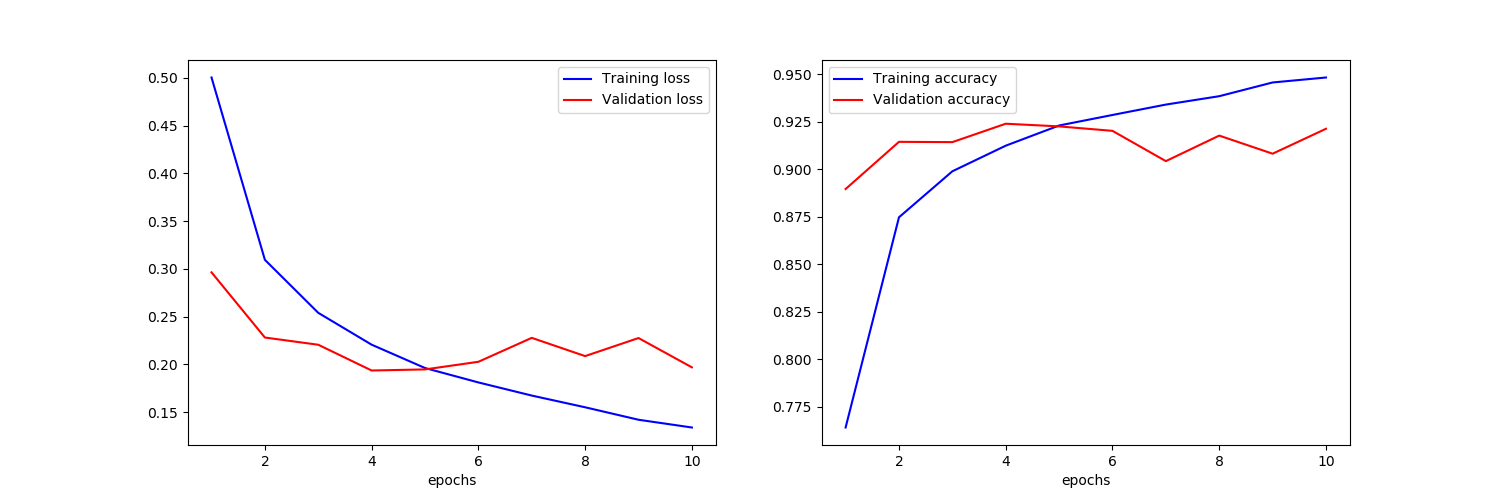 0.50
0.45
0.40
0.35
0.30
0.25
0.20
0.15
2 4 6 8 10
epochs
Training loss
Validation loss
0.950
0.925
0.900
0.875
0.850
0.825
0.800
0.775
2 4 6 8 10
epochs
Training accuracy
Validation accuracy